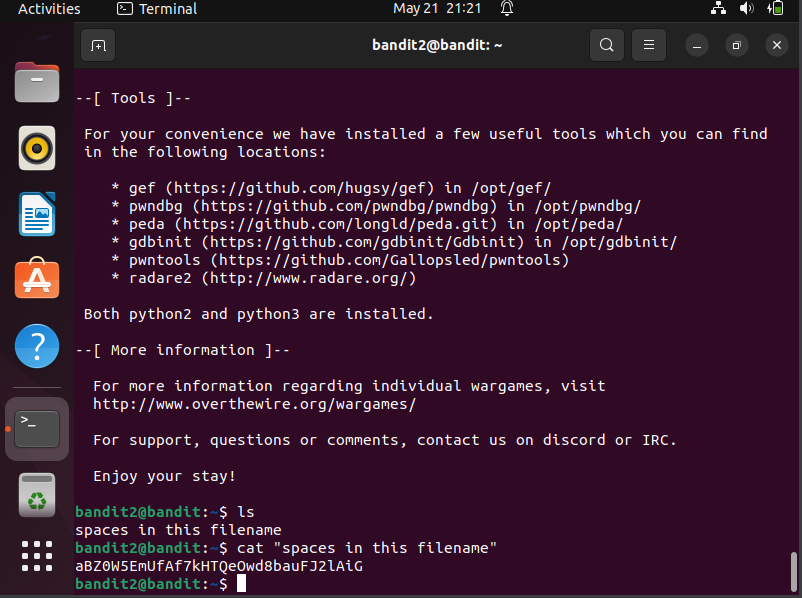 Activities
Terminal
May 21 21:21
bandit2@bandit: ~
--[ Tools ]--
For your convenience we have installed a few useful tools which you can find
in the following locations:
* gef (https://github.com/hugsy/gef) in /opt/gef/
* pwndbg (https://github.com/pwndbg/pwndbg) in /opt/pwndbg/
* peda (https://github.com/longld/peda.git) in /opt/peda/
* gdbinit (https://github.com/gdbinit/Gdbinit) in /opt/gdbinit/
* pwntools (https://github.com/Gallopsled/pwntools)
* radare2 (http://www.radare.org/)
Both python2 and python3 are installed.
--[ More information ]--
For more information regarding individual wargames, visit
http://www.overthewire.org/wargames/
For support, questions or comments, contact us on discord or IRC.
Enjoy your stay!
bandit2@bandit:~$ ls
spaces in this filename
bandit2@bandit:~$ cat "spaces in this filename"
aBZ0W5EmUfAf7kHTQeOwd8bauFJ2lAiG
bandit2@bandit:~$